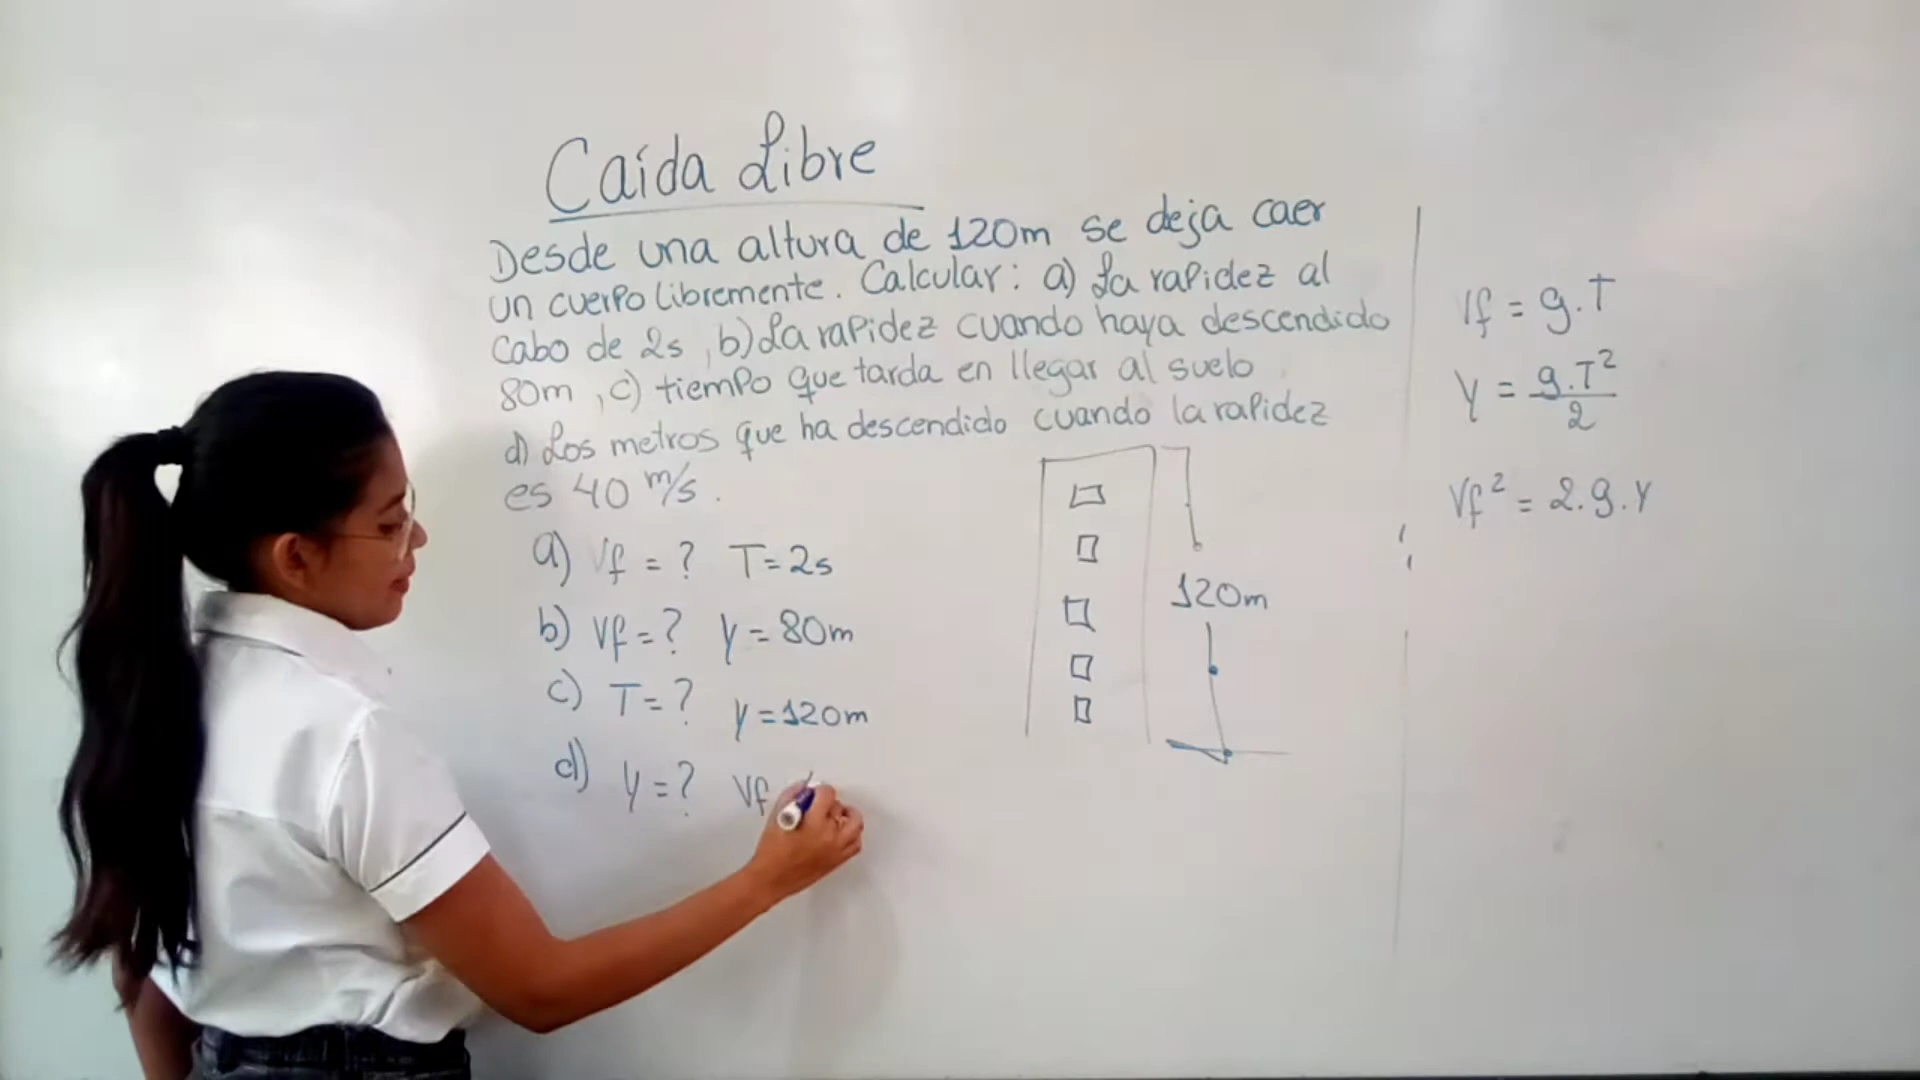 Caída Libre
Desde una altura de 120m se deja caer
un cuerpo libremente. Calcular: a) La rapidez al
cabo de 2s, b) La rapidez cuando haya descendido
80m, c) tiempo que tarda en llegar al suelo
d) Los metros que ha descendido cuando la rapidez
es 40 m/s.
a) Vf = ? T = 2s
b) Vf = ? y = 80m
c) T = ? y = 120m
d) y = ? Vf
120m
Vf = g.T
y = g.T²/2
Vf² = 2.g.y